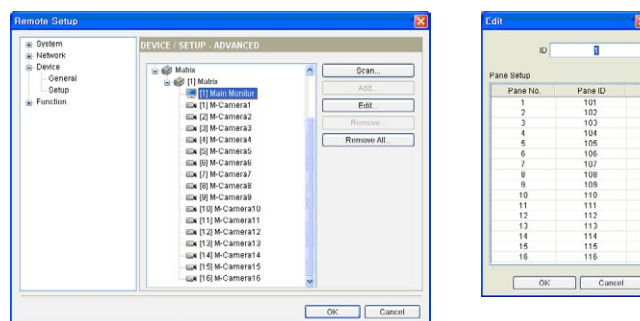 Remote Setup
System
Network
Device
General
Setup
Function
DEVICE / SETUP - ADVANCED
Matrix
[1] Matrix
[1] Main Monitor
[1] M-Camera1
[2] M-Camera2
[3] M-Camera3
[4] M-Camera4
[5] M-Camera5
[6] M-Camera6
[7] M-Camera7
[8] M-Camera8
[9] M-Camera9
[10] M-Camera10
[11] M-Camera11
[12] M-Camera12
[13] M-Camera13
[14] M-Camera14
[15] M-Camera15
[16] M-Camera16
Scan...
Add...
Edit...
Remove...
Remove All...
OK Cancel
Edit
ID 1
Pane Setup
Pane No. Pane ID
1 101
2 102
3 103
4 104
5 105
6 106
7 107
8 108
9 109
10 110
11 111
12 112
13 113
14 114
15 115
16 116
OK Cancel